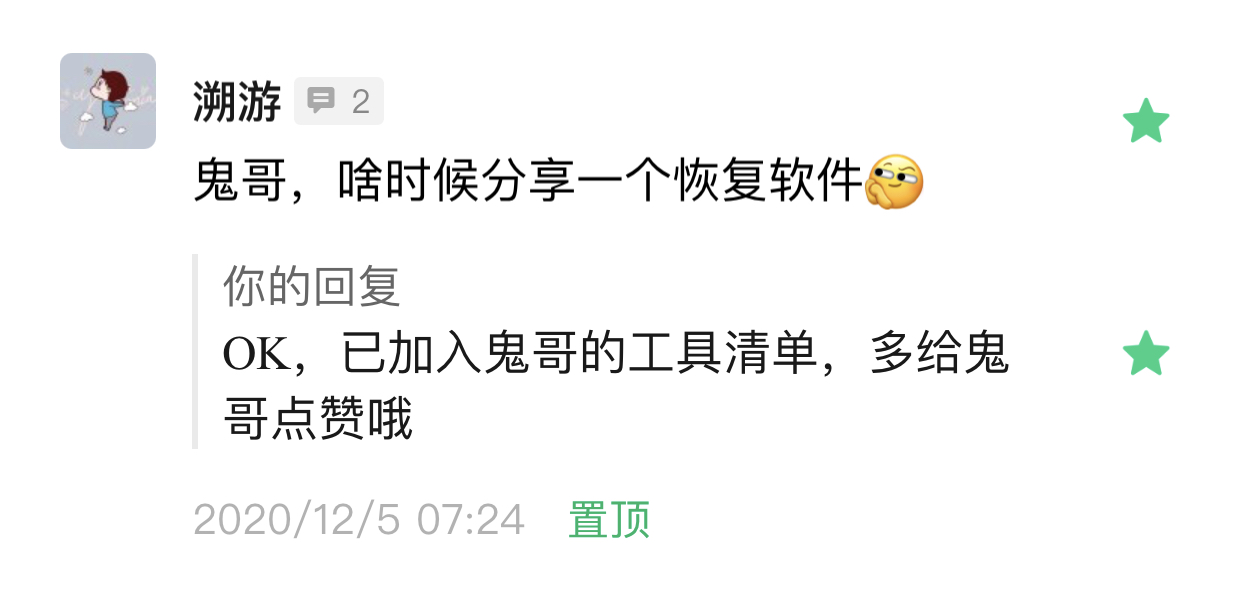 溯游 2
鬼哥，啥时候分享一个恢复软件
你的回复
OK，已加入鬼哥的工具清单，多给鬼
哥点赞哦
2020/12/5 07:24 置顶